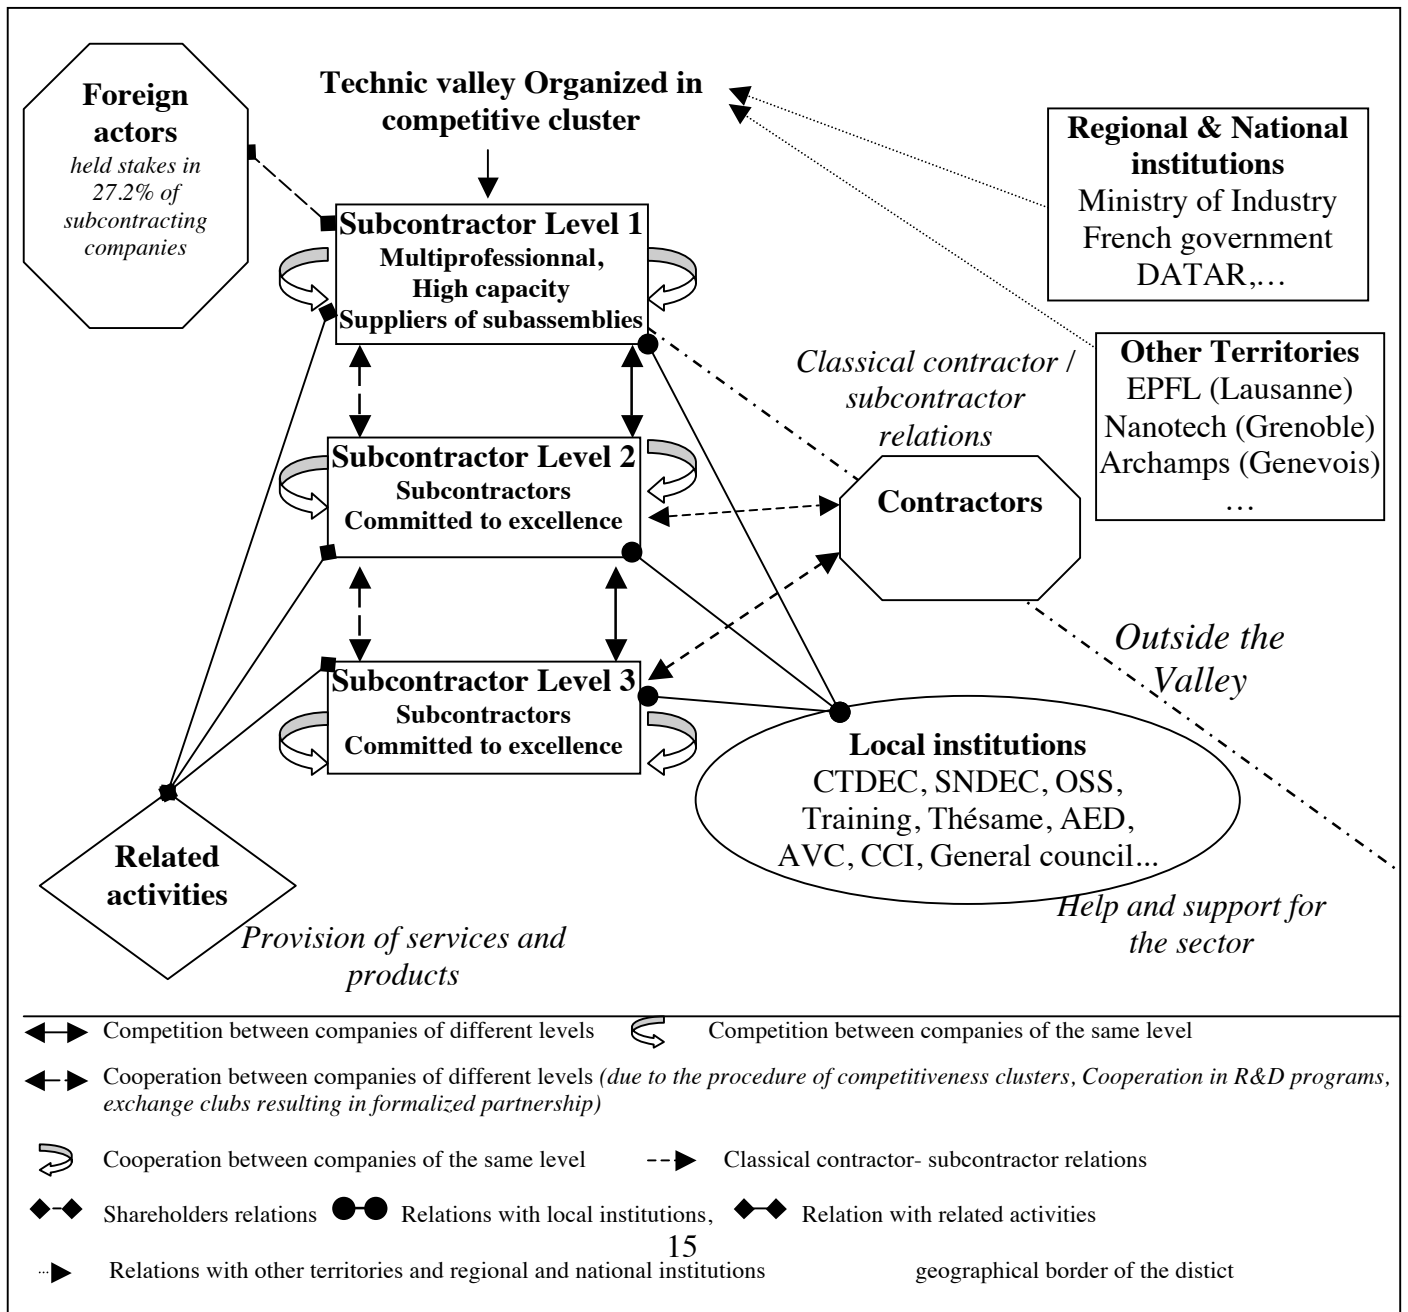 Foreign
actors
held stakes in
27.2% of
subcontracting
companies
Technic valley Organized in
competitive cluster
Regional & National
institutions
Ministry of Industry
French government
DATAR,…
Subcontractor Level 1
Multiprofessionnal,
High capacity
Suppliers of subassemblies
Other Territories
EPFL (Lausanne)
Nanotech (Grenoble)
Archamps (Genevois)
…
Classical contractor /
subcontractor
relations
Subcontractor Level 2
Subcontractors
Committed to excellence
Contractors
Outside the
Valley
Subcontractor Level 3
Subcontractors
Committed to excellence
Local institutions
CTDEC, SNDEC, OSS,
Training, Thésame, AED,
AVC, CCI, General council...
Related
activities
Help and support for
the sector
Provision of services and
products
Competition between companies of different levels
Competition between companies of the same level
Cooperation between companies of different levels (due to the procedure of competitiveness clusters, Cooperation in R&D programs,
exchange clubs resulting in formalized partnership)
Cooperation between companies of the same level
Classical contractor- subcontractor relations
Shareholders relations
Relations with local institutions,
Relation with related activities
15
Relations with other territories and regional and national institutions
geographical border of the distict